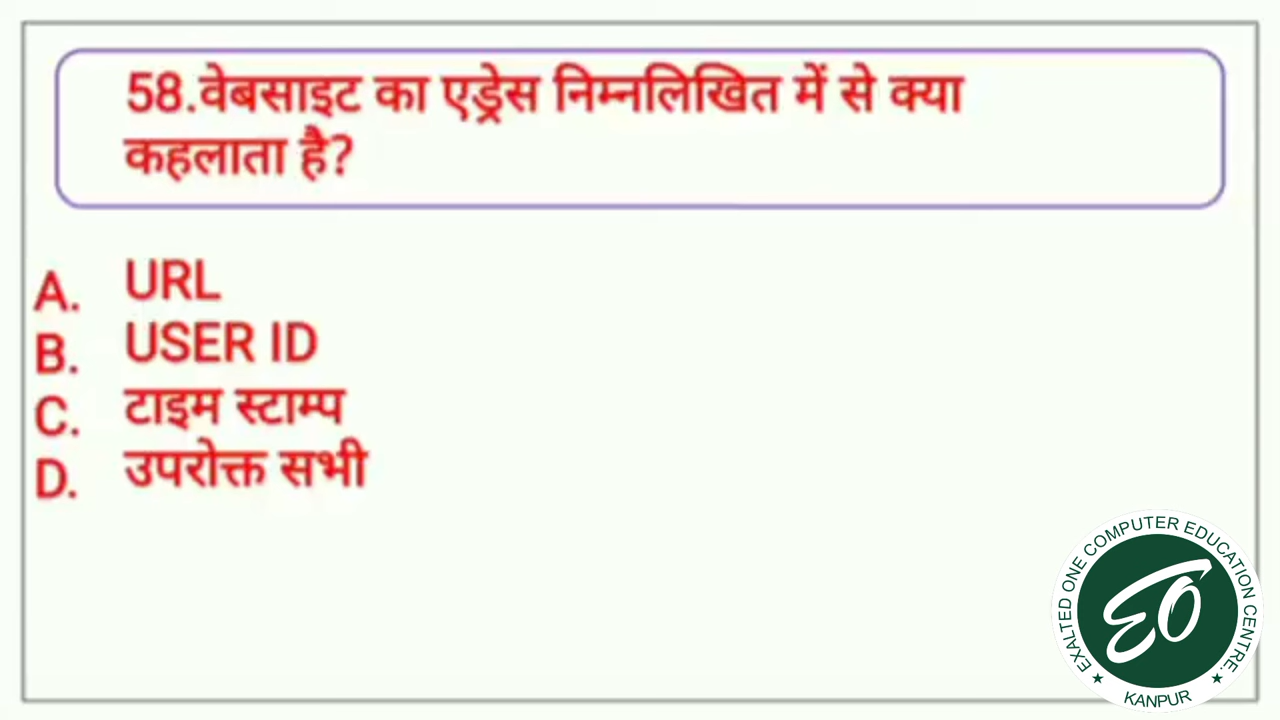 58.वेबसाइट का एड्रेस निम्नलिखित में से क्या
कहलाता है?
A. URL
B. USER ID
C. टाइम स्टाम्प
D. उपरोक्त सभी
EXALTED ONE COMPUTER EDUCATION CENTRE.
EO
★ KANPUR ★